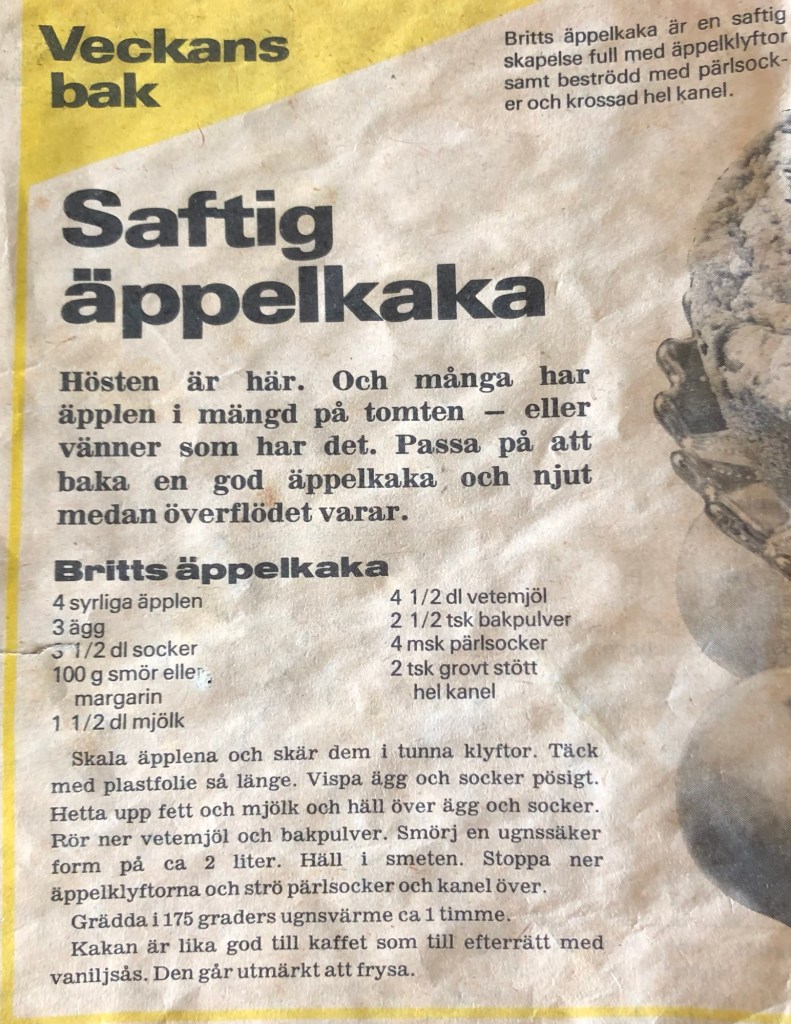 Veckans
bak
Britts äppelkaka är en saftig
skapelse full med äppelklyftor
samt beströdd med pärlsock-
er och krossad hel kanel.
Saftig
äppelkaka
Hösten är här. Och många har
äpplen i mängd på tomten — eller
vänner som har det. Passa på att
baka en god äppelkaka och njut
medan överflödet varar.
Britts äppelkaka
4 syrliga äpplen
3 ägg
3 1/2 dl socker
100 g smör eller
margarin
1 1/2 dl mjölk
4 1/2 dl vetemjöl
2 1/2 tsk bakpulver
4 msk pärlsocker
2 tsk grovt stött
hel kanel
Skala äpplena och skär dem i tunna klyftor. Täck
med plastfolie så länge. Vispa ägg och socker pösigt.
Hetta upp fett och mjölk och häll över ägg och socker.
Rör ner vetemjöl och bakpulver. Smörj en ugnssäker
form på ca 2 liter. Häll i smeten. Stoppa ner
äppelklyftorna och strö pärlsocker och kanel över.
Grädda i 175 graders ugnsvärme ca 1 timme.
Kakan är lika god till kaffet som till efterrätt med
vaniljsås. Den går utmärkt att frysa.